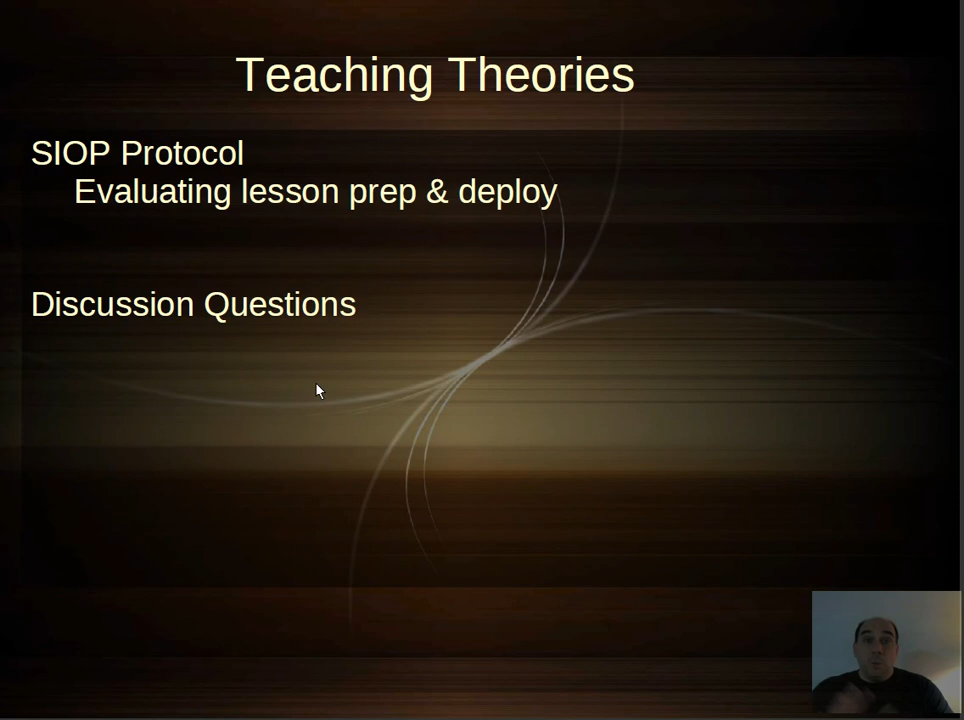 Teaching Theories
SIOP Protocol
Evaluating lesson prep & deploy
Discussion Questions